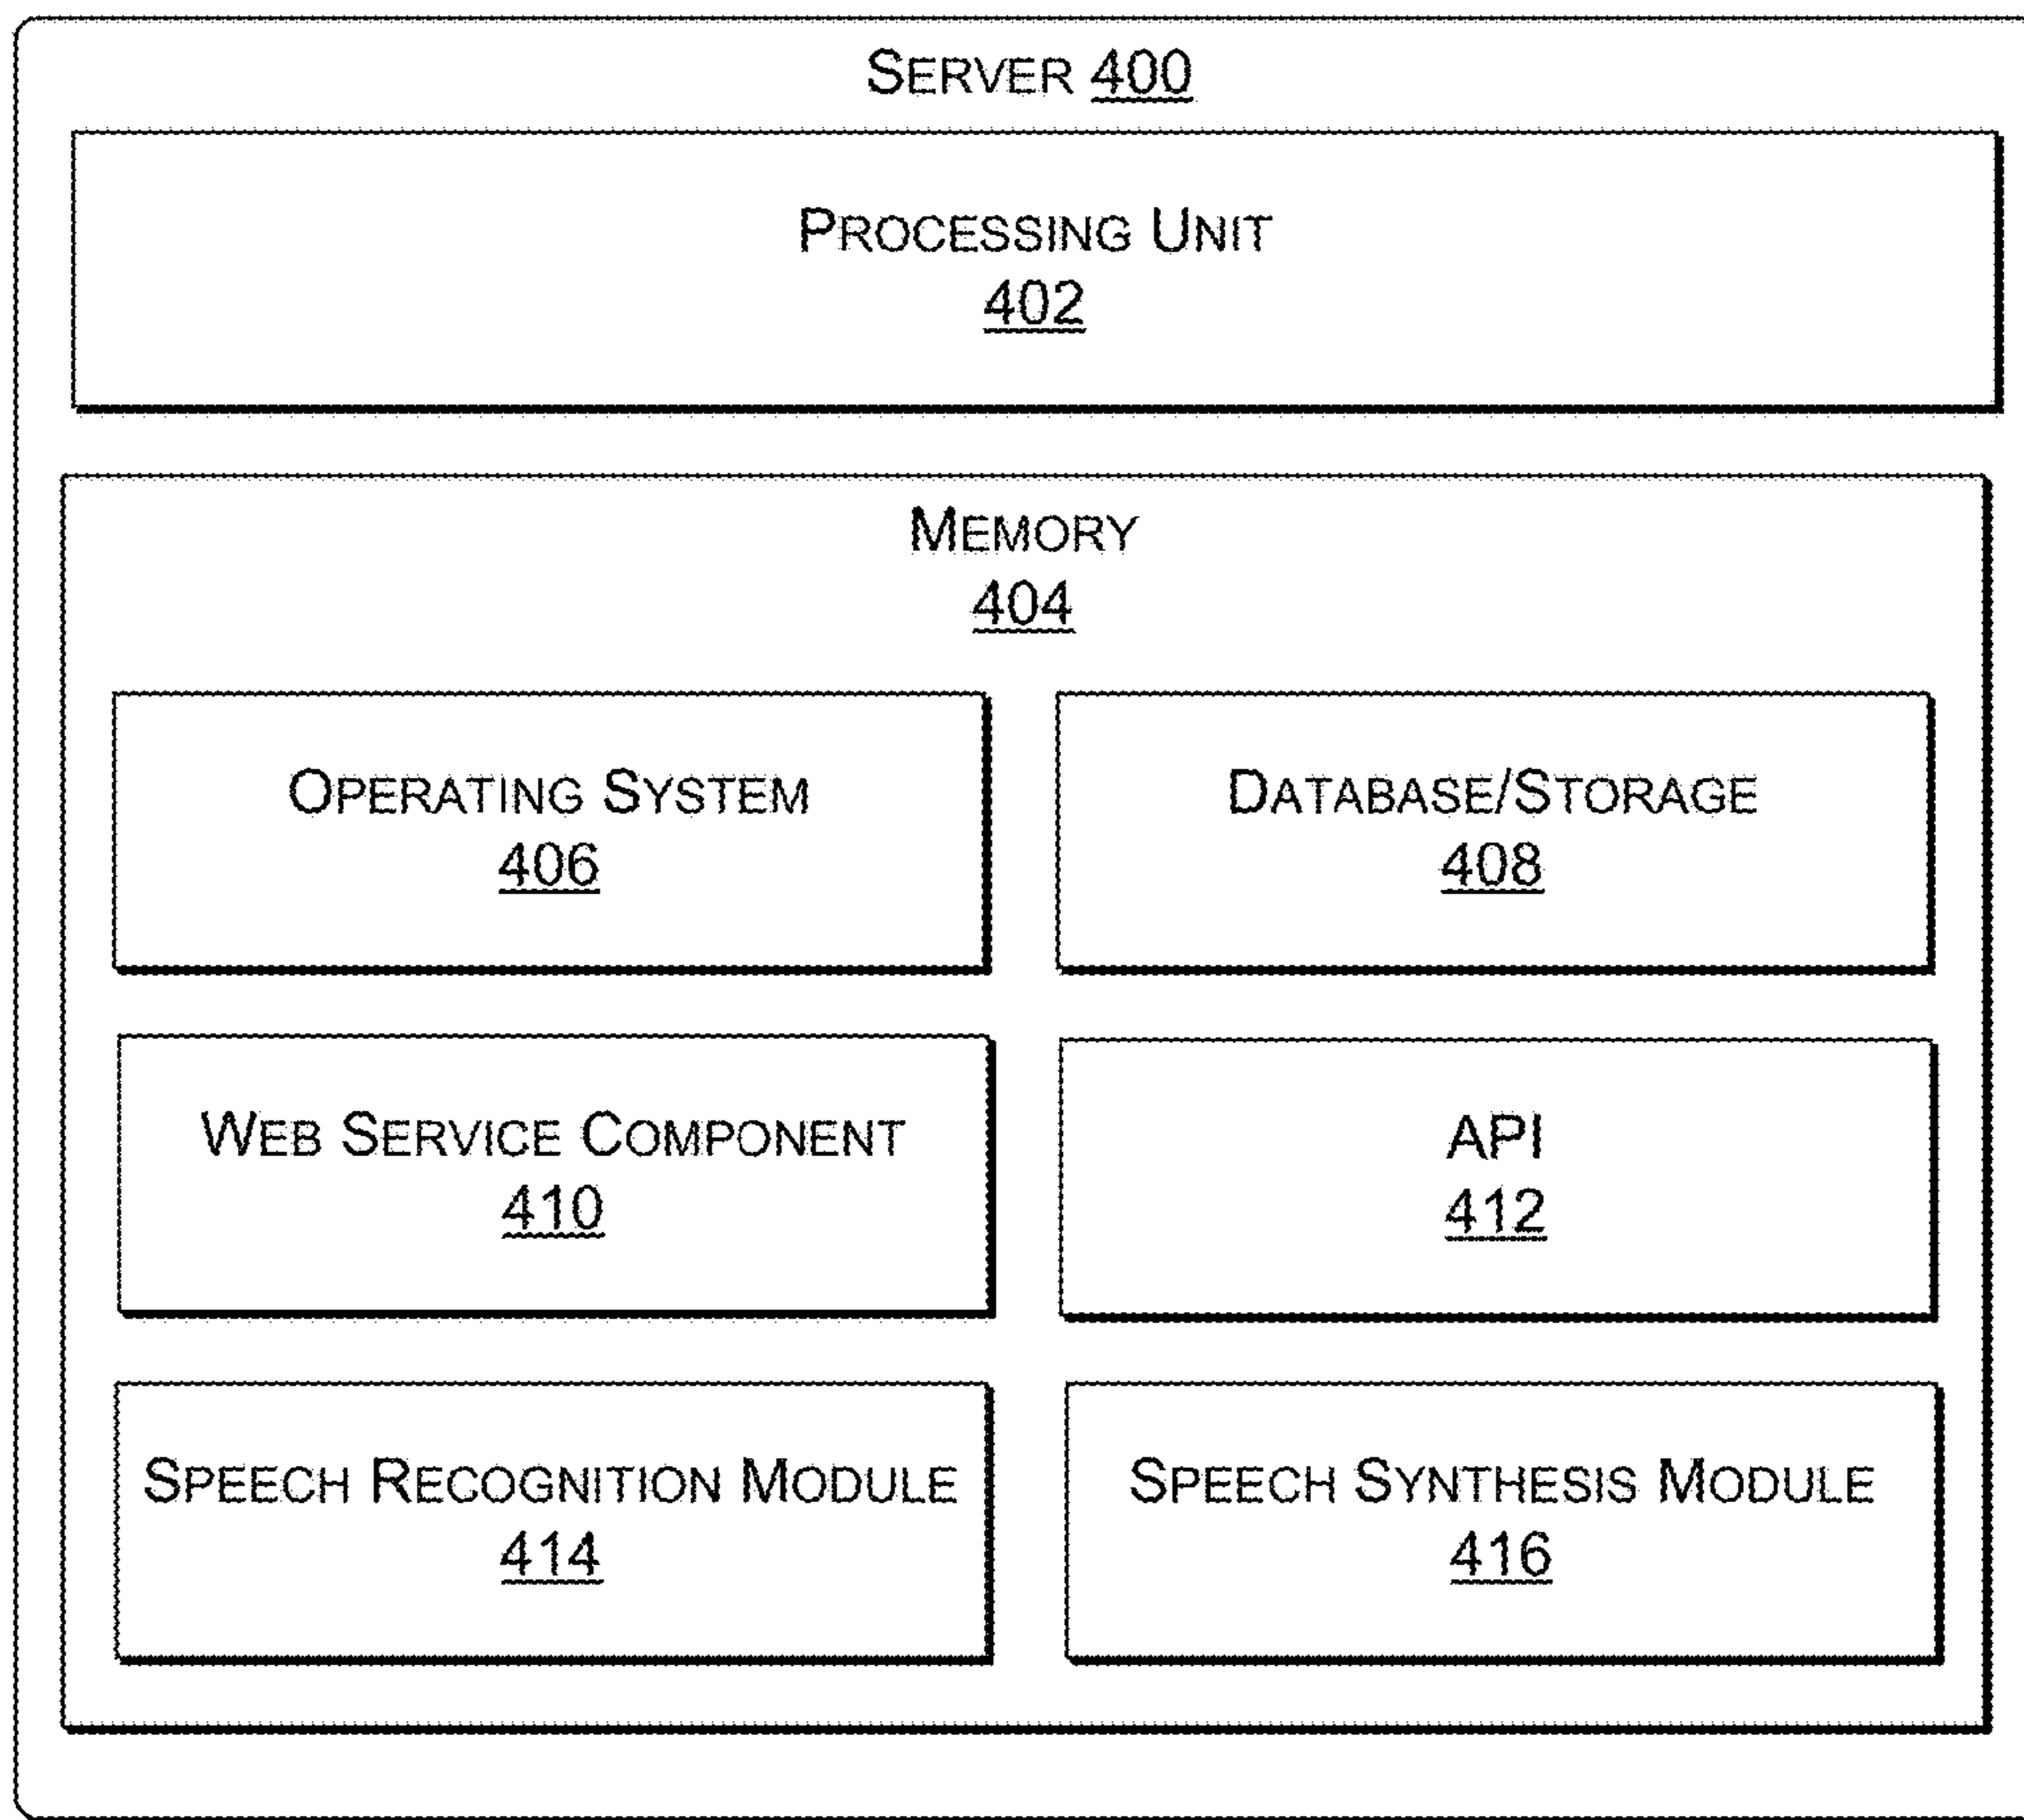 SERVER 400
PROCESSING UNIT
402
MEMORY
404
OPERATING SYSTEM
406
DATABASE/STORAGE
408
WEB SERVICE COMPONENT
410
API
412
SPEECH RECOGNITION MODULE
414
SPEECH SYNTHESIS MODULE
416